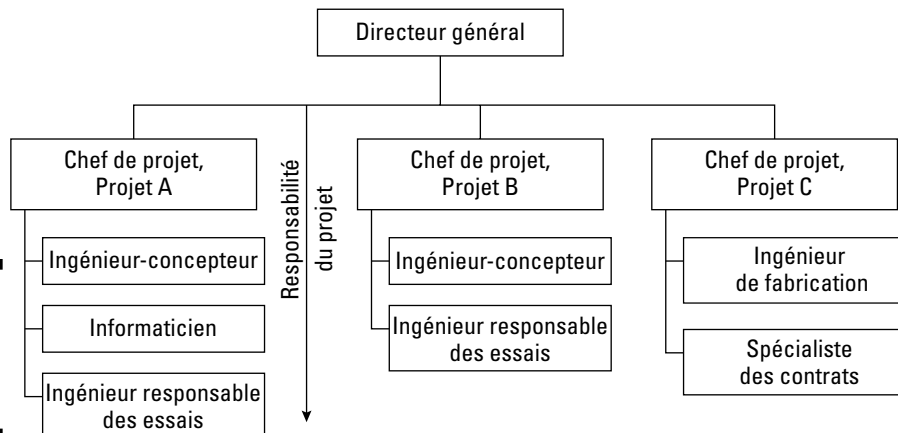 Directeur général
Chef de projet,
Projet A
Ingénieur-concepteur
Informaticien
Ingénieur responsable
des essais
Responsabilité
du projet
Chef de projet,
Projet B
Ingénieur-concepteur
Ingénieur responsable
des essais
Chef de projet,
Projet C
Ingénieur
de fabrication
Spécialiste
des contrats